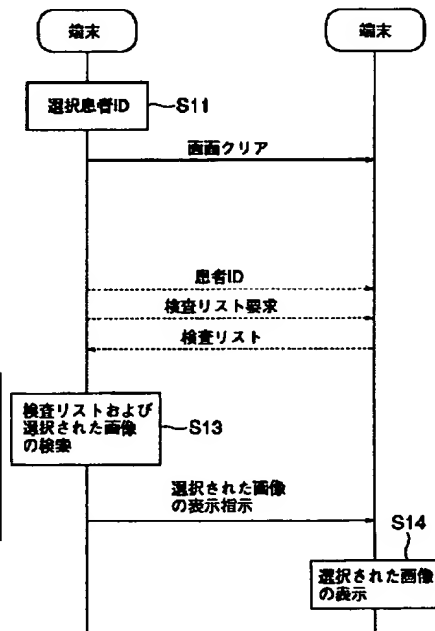 端末
端末
選択患者ID
S11
画面クリア
患者ID
検査リスト要求
検査リスト
検査リストおよび
選択された画像
の検索
S13
選択された画像
の表示指示
S14
選択された画像
の表示